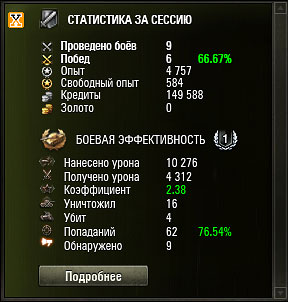 СТАТИСТИКА ЗА СЕССИЮ
Проведено боёв 9
Побед 6 66.67%
Опыт 4 757
Свободный опыт 584
Кредиты 149 588
Золото 0
БОЕВАЯ ЭФФЕКТИВНОСТЬ 1
Нанесено урона 10 276
Получено урона 4 312
Коэффициент 2.38
Уничтожил 16
Убит 4
Попаданий 62 76.54%
Обнаружено 9
Подробнее